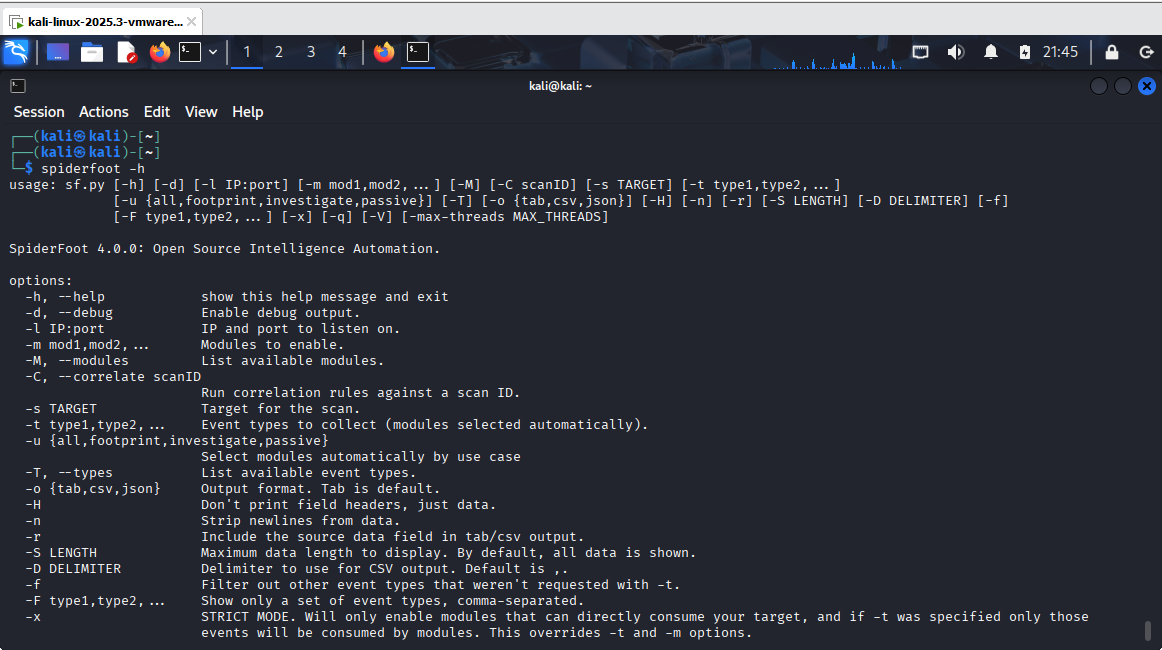 kali-linux-2025.3-vmware...
1 2 3 4 21:45
kali@kali: ~
Session Actions Edit View Help
┌──(kali㉿kali)-[~]
┌──(kali㉿kali)-[~]
└─$ spiderfoot -h
usage: sf.py [-h] [-d] [-l IP:port] [-m mod1,mod2,...] [-M] [-C scanID] [-s TARGET] [-t type1,type2,...]
[-u {all,footprint,investigate,passive}] [-T] [-o {tab,csv,json}] [-H] [-n] [-r] [-S LENGTH] [-D DELIMITER] [-f]
[-F type1,type2,...] [-x] [-q] [-V] [-max-threads MAX_THREADS]
SpiderFoot 4.0.0: Open Source Intelligence Automation.
options:
-h, --help show this help message and exit
-d, --debug Enable debug output.
-l IP:port IP and port to listen on.
-m mod1,mod2,... Modules to enable.
-M, --modules List available modules.
-C, --correlate scanID
Run correlation rules against a scan ID.
-s TARGET Target for the scan.
-t type1,type2,... Event types to collect (modules selected automatically).
-u {all,footprint,investigate,passive}
Select modules automatically by use case
-T, --types List available event types.
-o {tab,csv,json} Output format. Tab is default.
-H Don't print field headers, just data.
-n Strip newlines from data.
-r Include the source data field in tab/csv output.
-S LENGTH Maximum data length to display. By default, all data is shown.
-D DELIMITER Delimiter to use for CSV output. Default is ,.
-f Filter out other event types that weren't requested with -t.
-F type1,type2,... Show only a set of event types, comma-separated.
-x STRICT MODE. Will only enable modules that can directly consume your target, and if -t was specified only those
events will be consumed by modules. This overrides -t and -m options.